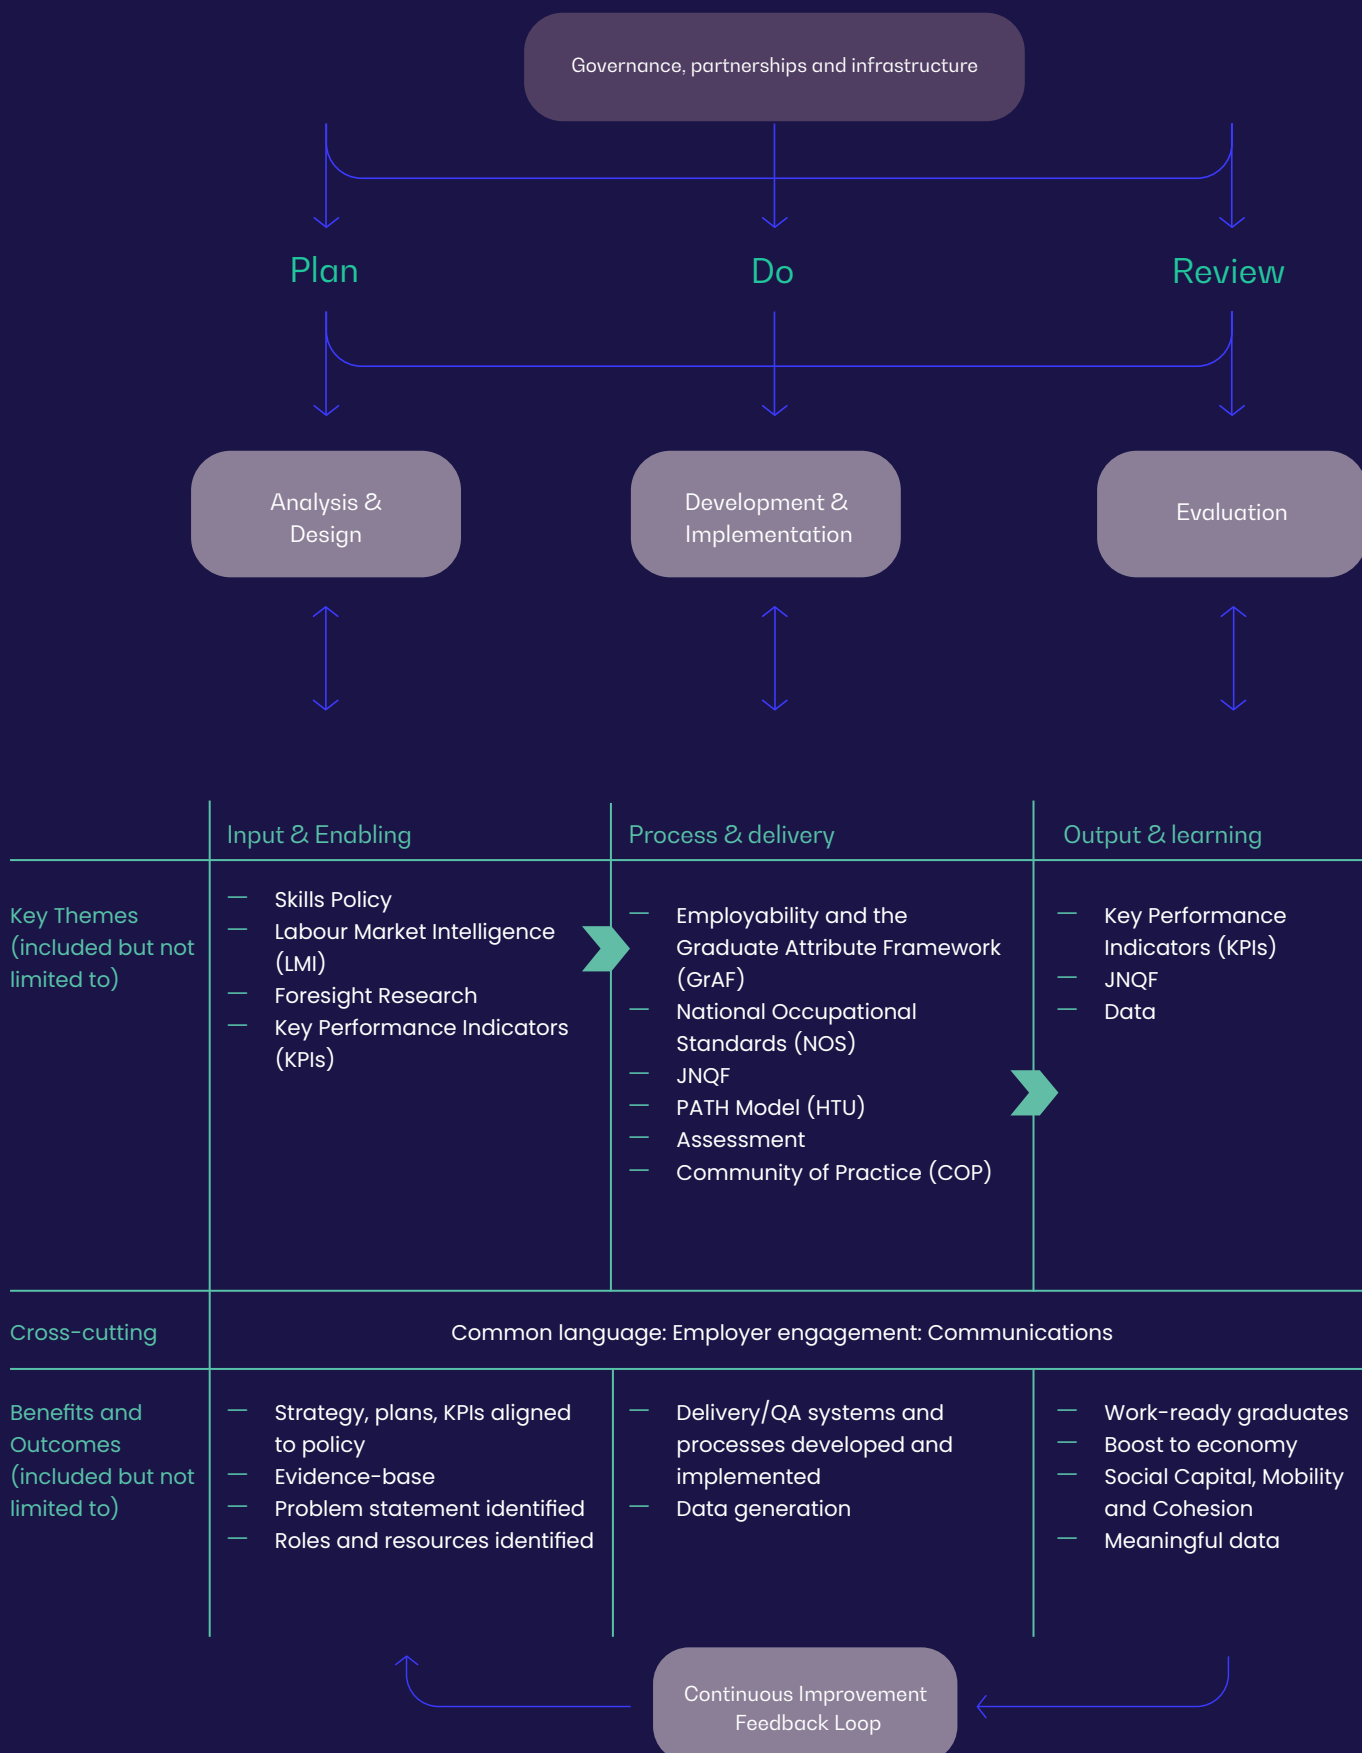 Governance, partnerships and infrastructure
Plan
Do
Review
Analysis &
Design
Development &
Implementation
Evaluation
Input & Enabling
Process & delivery
Output & learning
Key Themes
(included but not
limited to)
— Skills Policy
— Labour Market Intelligence
(LMI)
— Foresight Research
— Key Performance Indicators
(KPIs)
— Employability and the
Graduate Attribute Framework
(GrAF)
— National Occupational
Standards (NOS)
— JNQF
— PATH Model (HTU)
— Assessment
— Community of Practice (COP)
— Key Performance
Indicators (KPIs)
— JNQF
— Data
Cross-cutting
Common language: Employer engagement: Communications
Benefits and
Outcomes
(included but not
limited to)
— Strategy, plans, KPIs aligned
to policy
— Evidence-base
— Problem statement identified
— Roles and resources identified
— Delivery/QA systems and
processes developed and
implemented
— Data generation
— Work-ready graduates
— Boost to economy
— Social Capital, Mobility
and Cohesion
— Meaningful data
Continuous Improvement
Feedback Loop